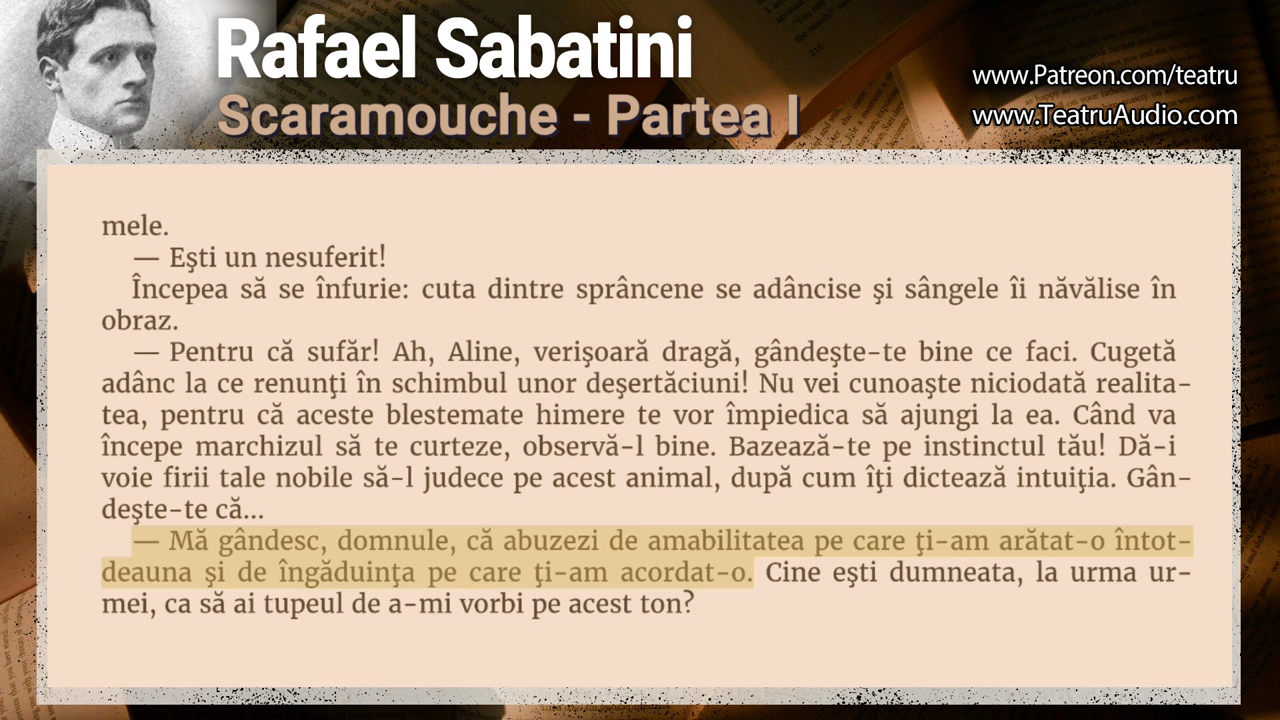 Rafael Sabatini
Scaramouche - Partea I
www.Patreon.com/teatru
www.TeatruAudio.com
mele.
— Eşti un nesuferit!
Începea să se înfurie: cuta dintre sprâncene se adâncise şi sângele îi năvălise în
obraz.
— Pentru că sufăr! Ah, Aline, verişoară dragă, gândeşte-te bine ce faci. Cugetă
adânc la ce renunţi în schimbul unor deşertăciuni! Nu vei cunoaşte niciodată realita-
tea, pentru că aceste blestemate nimere te vor împiedica să ajungi la ea. Când va
începe marchizul să te curteze, observă-l bine. Bazează-te pe instinctul tău! Dă-i
voie firii tale nobile să-l judece pe acest animal, după cum îţi dictează intuiţia. Gân-
deşte-te că...
— Mă gândesc, domnule, că abuzezi de amabilitatea pe care ţi-am arătat-o întot-
deauna şi de îngăduinţa pe care ţi-am acordat-o. Cine eşti dumneata, la urma ur-
mei, ca să ai tupeul de a-mi vorbi pe acest ton?